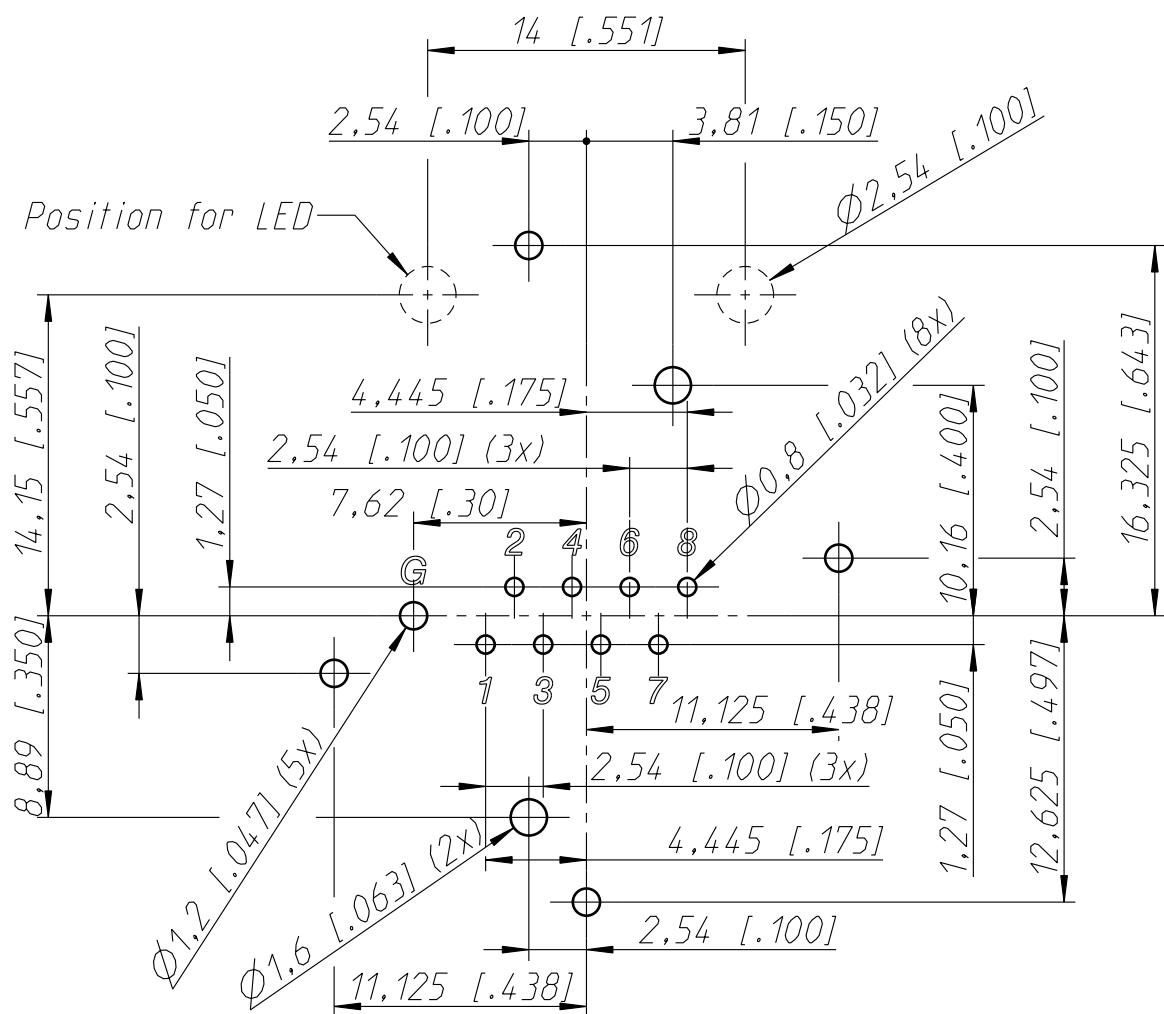 14 [.551]
2,54 [.100]
3,81 [.150]
Ø2,54 [.100]
Position for LED
14,15 [.557]
2,54 [.100]
1,27 [.050]
4,445 [.175]
2,54 [.100] (3x)
7,62 [.30]
Ø0,8 [.032] (8x)
10,16 [.400]
2,54 [.100]
16,325 [.643]
2 4 6 8
G
1 3 5 7
8,89 [.350]
11,125 [.438]
2,54 [.100] (3x)
4,445 [.175]
1,27 [.050]
12,625 [.497]
Ø1,2 [.047] (5x)
Ø1,6 [.063] (2x)
2,54 [.100]
11,125 [.438]